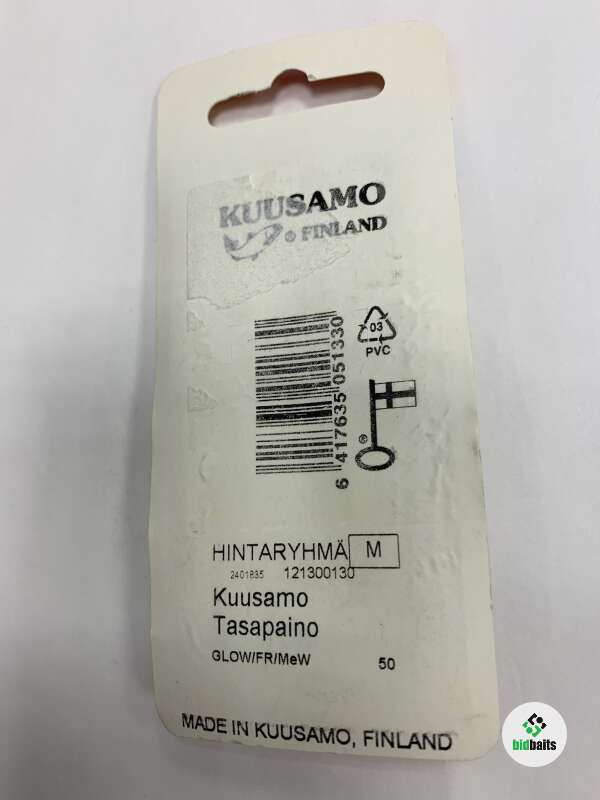 KUUSAMO
® FINLAND
03
PVC
6 417635 051330
®
HINTARYHMÄ M
2401835 121300130
Kuusamo
Tasapaino
GLOW/FR/MeW 50
MADE IN KUUSAMO, FINLAND
bidbaits